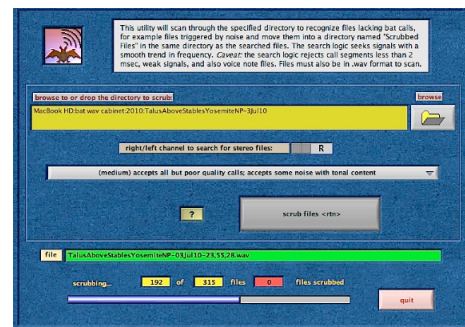 This utility will scan through the specified directory to recognize files lacking bat calls,
for example files triggered by noise and move them into a directory named "Scrubbed
Files" in the same directory as the searched files. The search logic seeks signals with a
smooth trend in frequency. Caveat: the search logic rejects call segments less than 2
msec, weak signals, and also voice note files. Files must also be in .wav format to scan.
browse to or drop the directory to scrub:
browse
MacBook HD:bat wav cabinet:2010:TalusAboveStablesYosemiteNP-3Jul10
right/left channel to search for stereo files:
R
(medium) accepts all but poor quality calls; accepts some noise with tonal content
?
scrub files <rtn>
file
TalusAboveStablesYosemiteNP-03Jul10-23,55,28.wav
scrubbing... 192 of 315 files 0 files scrubbed
quit